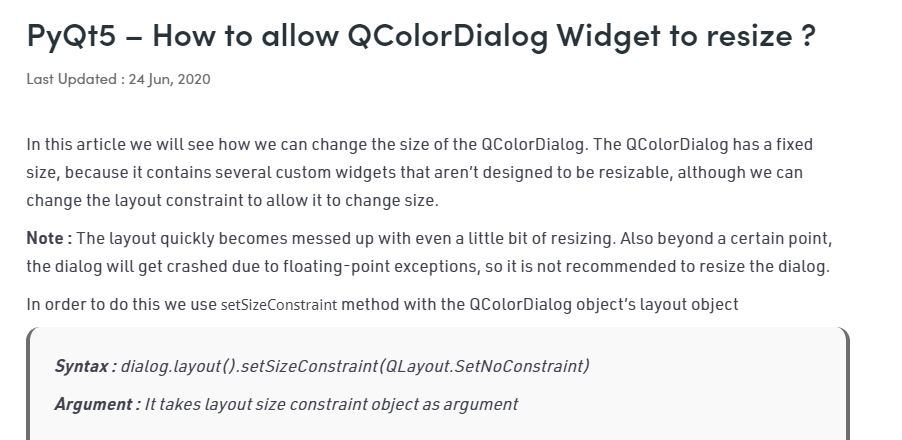 PyQt5 – How to allow QColorDialog Widget to resize ?
Last Updated : 24 Jun, 2020
In this article we will see how we can change the size of the QColorDialog. The QColorDialog has a fixed
size, because it contains several custom widgets that aren’t designed to be resizable, although we can
change the layout constraint to allow it to change size.
Note : The layout quickly becomes messed up with even a little bit of resizing. Also beyond a certain point,
the dialog will get crashed due to floating-point exceptions, so it is not recommended to resize the dialog.
In order to do this we use setSizeConstraint method with the QColorDialog object’s layout object
Syntax : dialog.layout().setSizeConstraint(QLayout.SetNoConstraint)
Argument : It takes layout size constraint object as argument